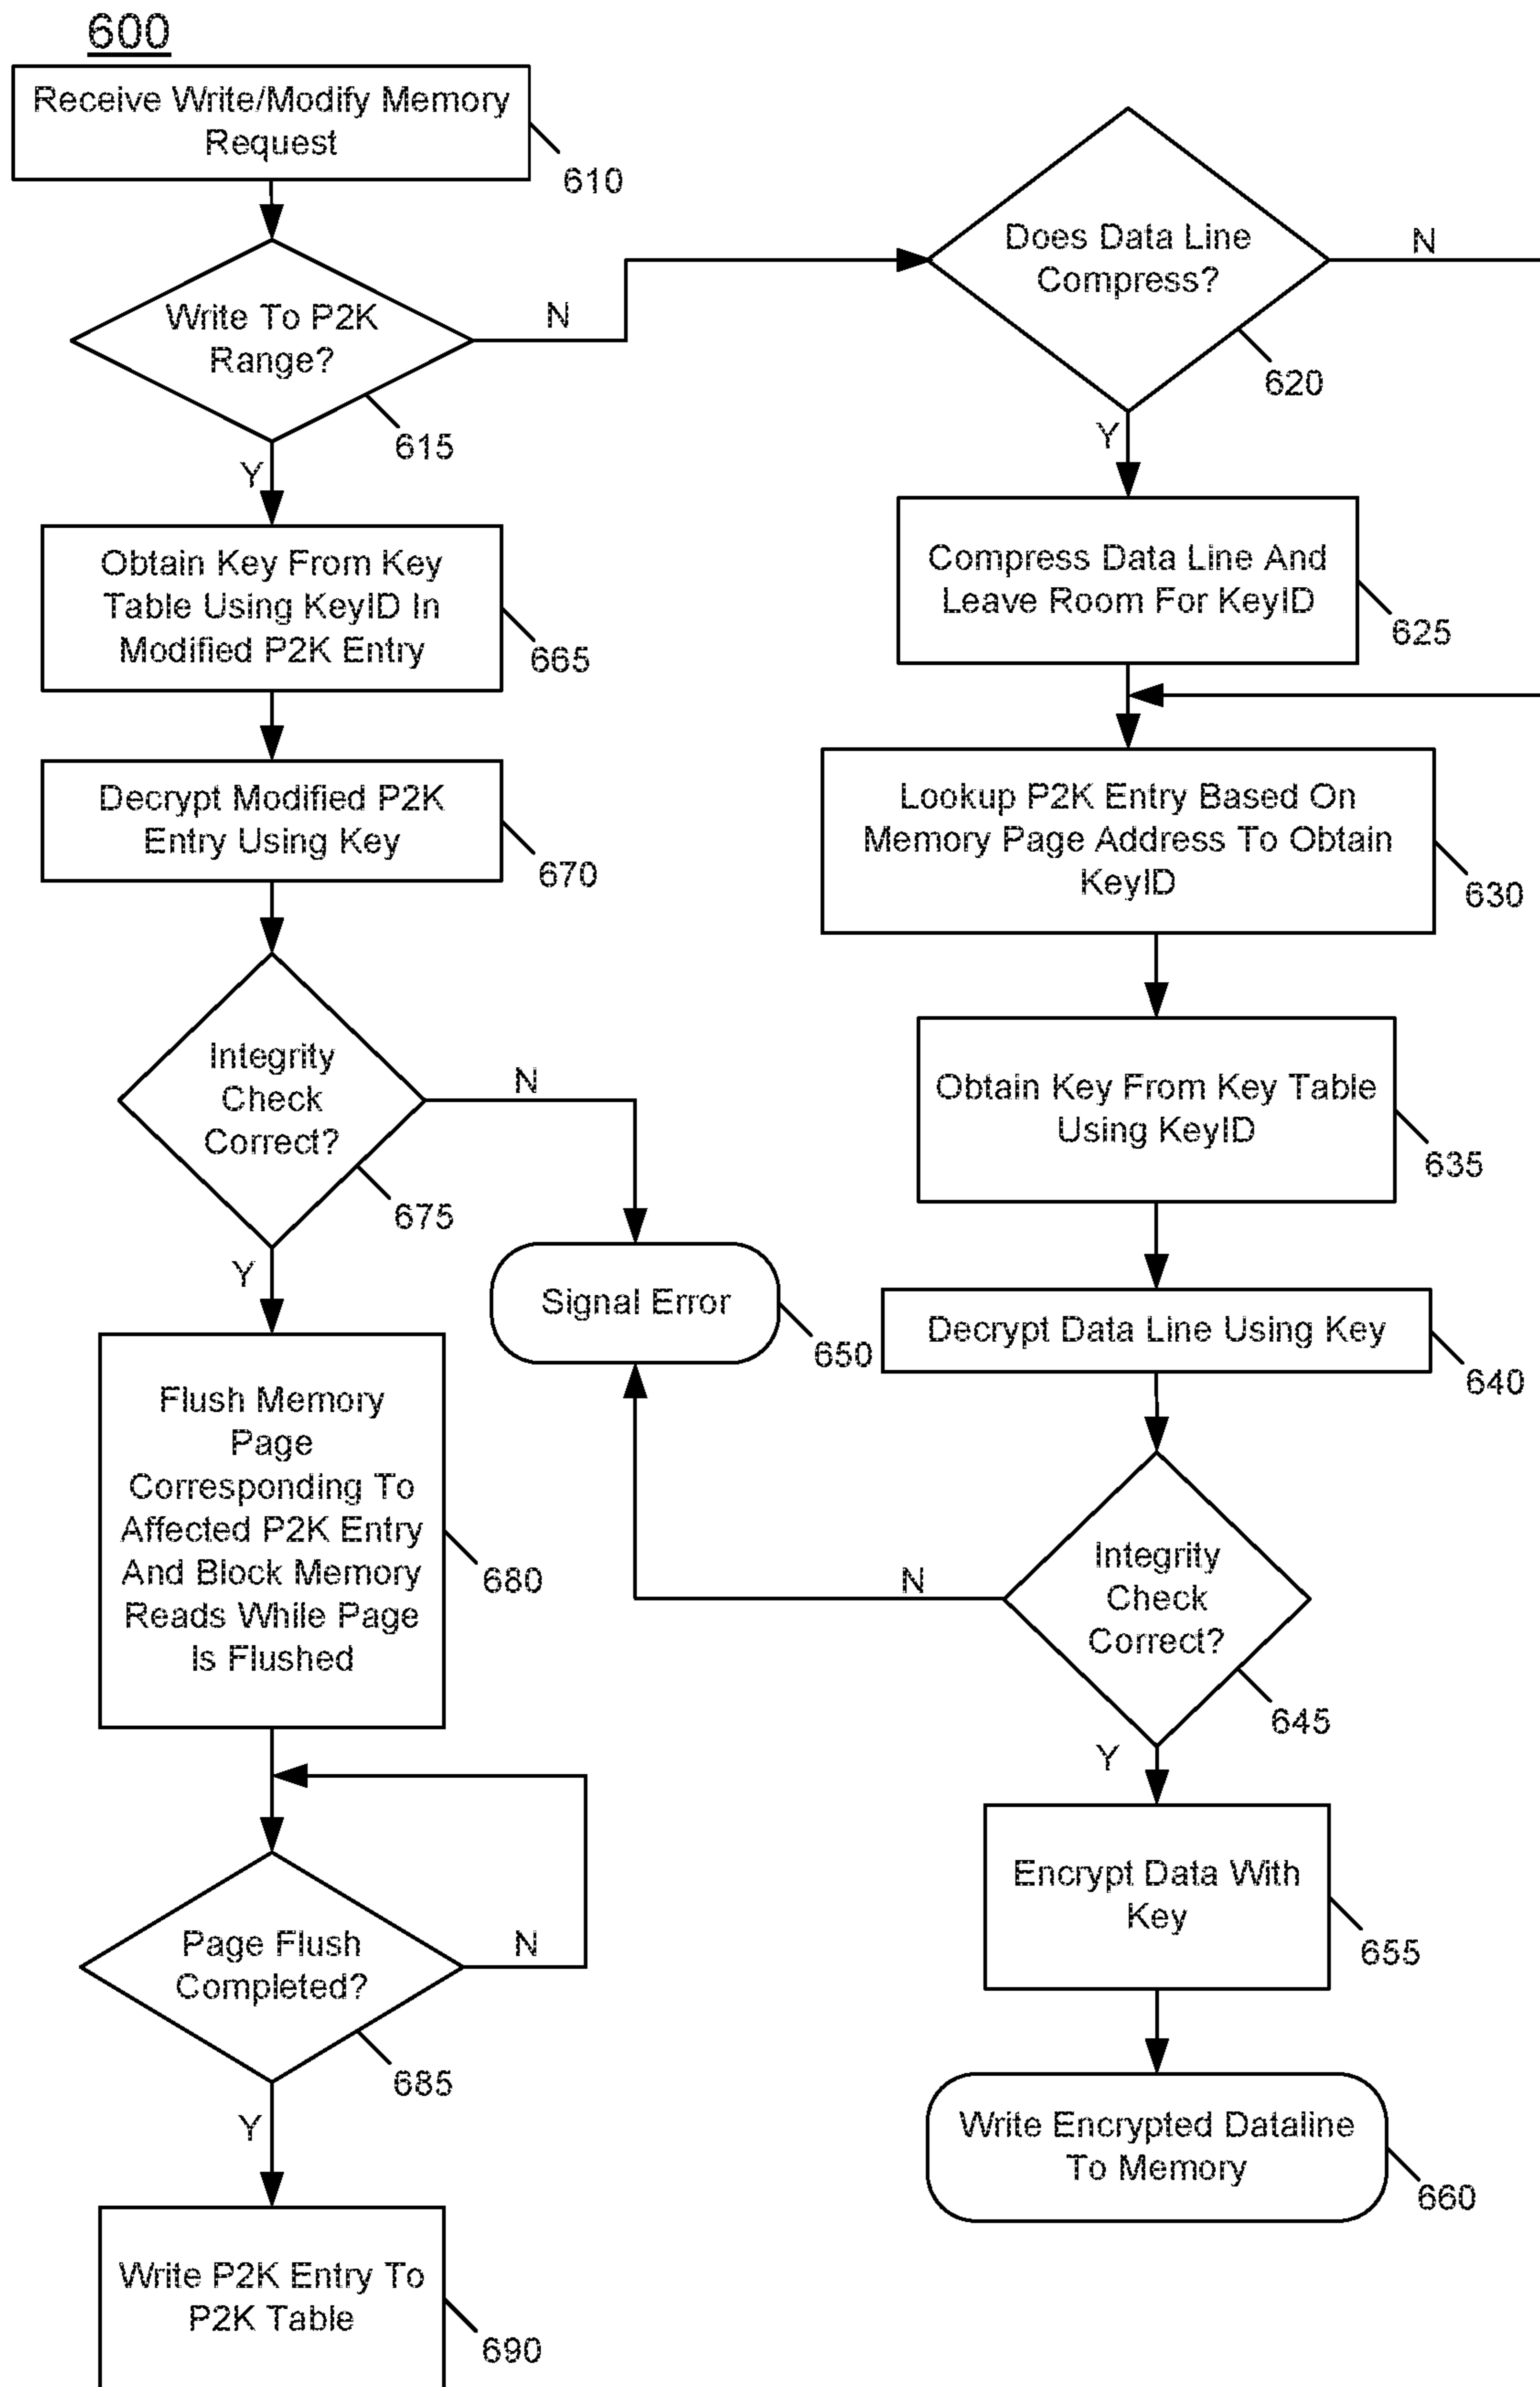 600
Receive Write/Modify Memory
Request
610
Write To P2K
Range?
N
615
Y
Obtain Key From Key
Table Using KeyID In
Modified P2K Entry
665
Decrypt Modified P2K
Entry Using Key
670
Integrity
Check
Correct?
N
675
Y
Signal Error
650
Flush Memory
Page
Corresponding To
Affected P2K Entry
And Block Memory
Reads While Page
Is Flushed
680
Page Flush
Completed?
N
685
Y
Write P2K Entry To
P2K Table
690
Does Data Line
Compress?
N
620
Y
Compress Data Line And
Leave Room For KeyID
625
Lookup P2K Entry Based On
Memory Page Address To Obtain
KeyID
630
Obtain Key From Key Table
Using KeyID
635
Decrypt Data Line Using Key
640
Integrity
Check
Correct?
N
645
Y
Encrypt Data With
Key
655
Write Encrypted Dataline
To Memory
660